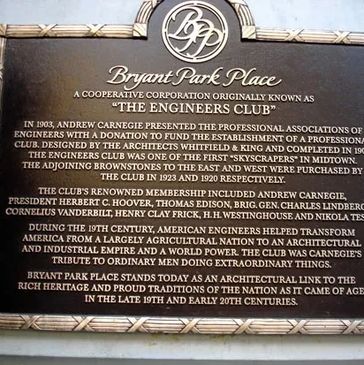 BPP
Bryant Park Place
A COOPERATIVE CORPORATION ORIGINALLY KNOWN AS
"THE ENGINEERS CLUB"
IN 1903, ANDREW CARNEGIE PRESENTED THE PROFESSIONAL ASSOCIATIONS OF
ENGINEERS WITH A DONATION TO FUND THE ESTABLISHMENT OF A PROFESSIONA
CLUB. DESIGNED BY THE ARCHITECTS WHITFIELD & KING AND COMPLETED IN 190
THE ENGINEERS CLUB WAS ONE OF THE FIRST "SKYSCRAPERS" IN MIDTOWN.
THE ADJOINING BROWNSTONES TO THE EAST AND WEST WERE PURCHASED BY
THE CLUB IN 1923 AND 1920 RESPECTIVELY.
THE CLUB'S RENOWNED MEMBERSHIP INCLUDED ANDREW CARNEGIE,
PRESIDENT HERBERT C. HOOVER, THOMAS EDISON, BRIG. GEN. CHARLES LINDBERG
CORNELIUS VANDERBILT, HENRY CLAY FRICK, H.H. WESTINGHOUSE AND NIKOLA TE
DURING THE 19TH CENTURY, AMERICAN ENGINEERS HELPED TRANSFORM
AMERICA FROM A LARGELY AGRICULTURAL NATION TO AN ARCHITECTURAL
AND INDUSTRIAL EMPIRE AND A WORLD POWER. THE CLUB WAS CARNEGIE'S
TRIBUTE TO ORDINARY MEN DOING EXTRAORDINARY THINGS.
BRYANT PARK PLACE STANDS TODAY AS AN ARCHITECTURAL LINK TO THE
RICH HERITAGE AND PROUD TRADITIONS OF THE NATION AS IT CAME OF AGE
IN THE LATE 19TH AND EARLY 20TH CENTURIES.